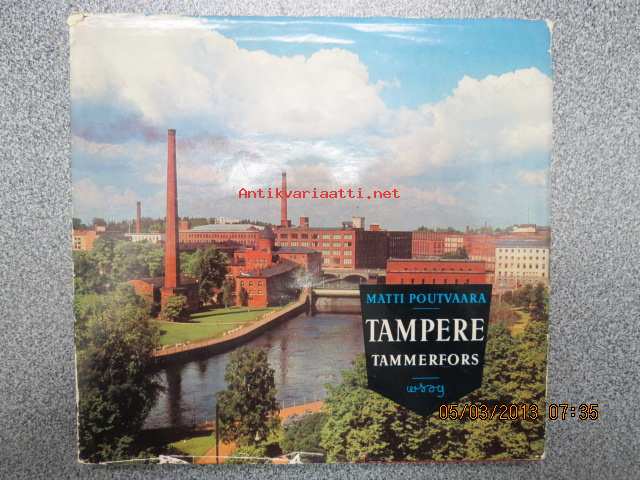 Antikvariaatti.net
MATTI POUTVAARA
TAMPERE
TAMMERFORS
wsoy
05/03/2013 07:35